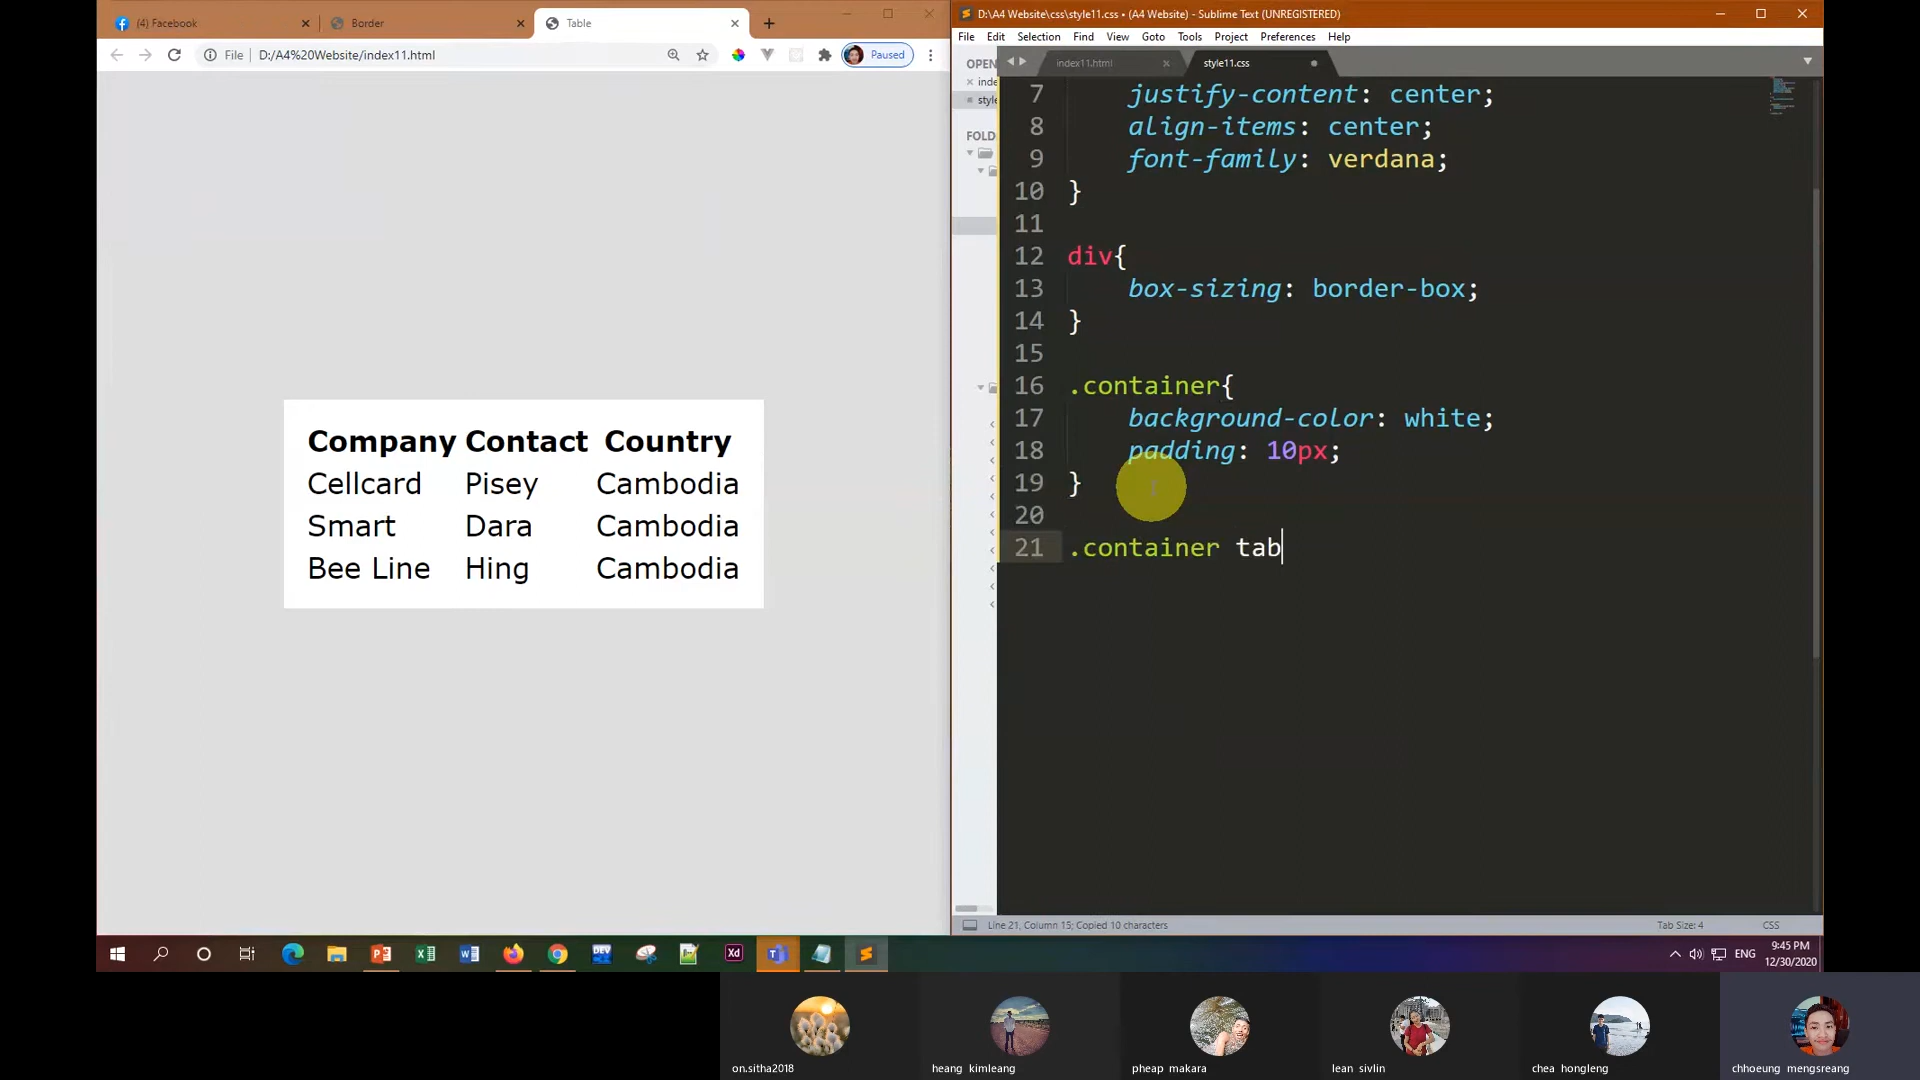 (4) Facebook
Border
Table
File
D:/A4%20Website/index11.html
Paused
D:\A4 Website\css\style11.css • (A4 Website) - Sublime Text (UNREGISTERED)
File Edit Selection Find View Goto Tools Project Preferences Help
OPEN
inde
style
FOLD
index11.html
style11.css
7 justify-content: center;
8 align-items: center;
9 font-family: verdana;
10 }
11
12 div{
13 box-sizing: border-box;
14 }
15
16 .container{
17 background-color: white;
18 padding: 10px;
19 }
20
21 .container tab
Company Contact Country
Cellcard Pisey Cambodia
Smart Dara Cambodia
Bee Line Hing Cambodia
Line 21, Column 15; Copied 10 characters
Tab Size: 4
CSS
DEV
Xd
ENG
9:45 PM
12/30/2020
on.sitha2018
heang kimleang
pheap makara
lean sivlin
chea hongleng
chhoeung mengsreang